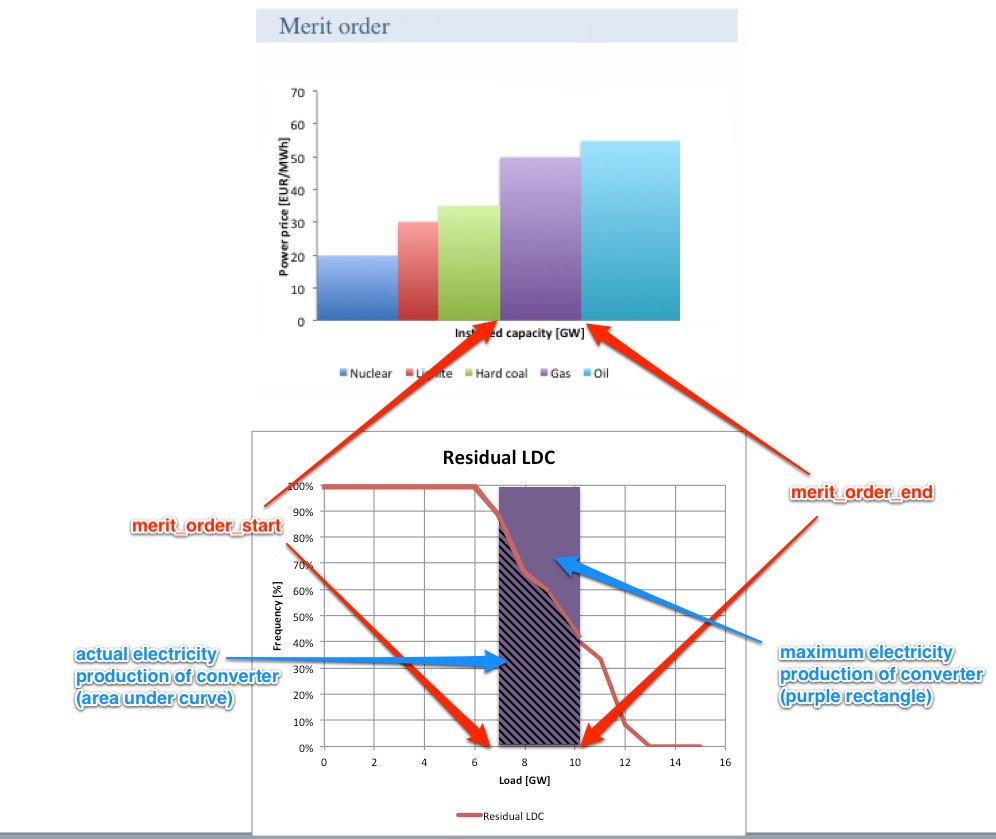 Merit order
70
60
50
40
30
20
10
0
Power price [EUR/MWh]
Installed capacity [GW]
Nuclear Lignite Hard coal Gas Oil
Residual LDC
merit_order_start
merit_order_end
100%
90%
80%
70%
60%
50%
40%
30%
20%
10%
0%
Frequency [%]
actual electricity
production of converter
(area under curve)
maximum electricity
production of converter
(purple rectangle)
0 2 4 6 8 10 12 14 16
Load [GW]
Residual LDC